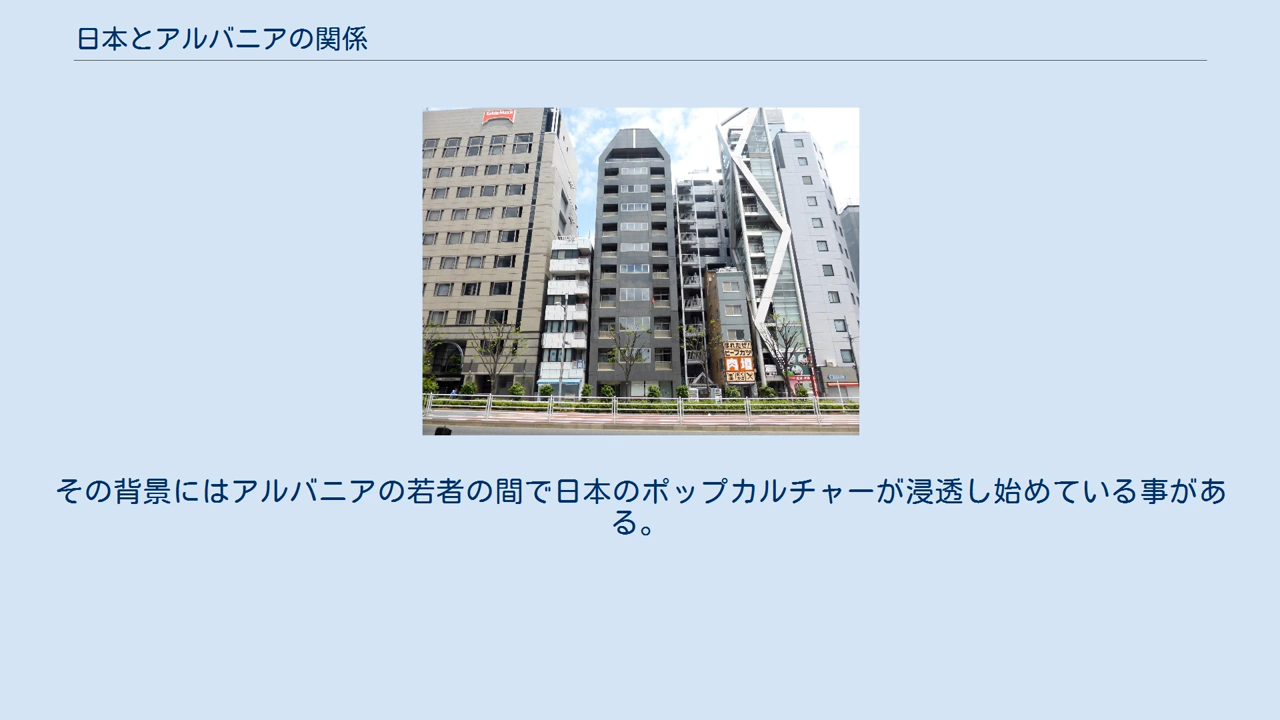 日本とアルバニアの関係
肉塊
その背景にはアルバニアの若者の間で日本のポップカルチャーが浸透し始めている事があ
る。